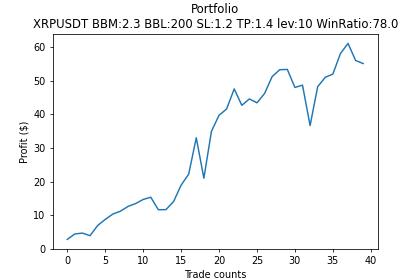 Portfolio
XRPUSDT BBM:2.3 BBL:200 SL:1.2 TP:1.4 lev:10 WinRatio:78.0
60
50
40
30
20
10
0
Profit ($)
0 5 10 15 20 25 30 35 40
Trade counts